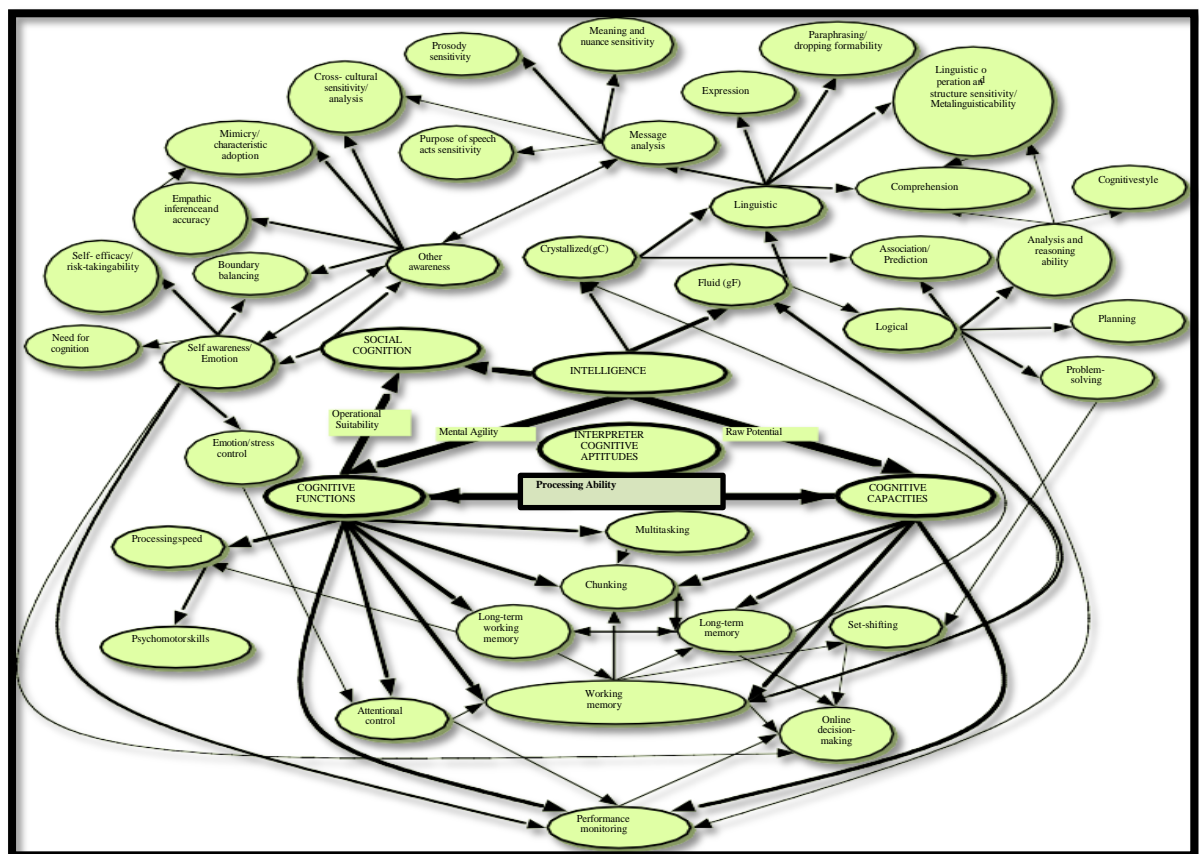 Prosody
sensitivity
Meaning and
nuance sensitivity
Paraphrasing/
dropping formability
Cross- cultural
sensitivity/
analysis
Expression
Linguistic o
peration and
structure sensitivity/
Metalinguisticability
Mimicry/
characteristic
adoption
Purpose of speech
acts sensitivity
Message
analysis
Comprehension
Cognitivestyle
Empathic
inferenceand
accuracy
Linguistic
Self- efficacy/
risk-takingability
Boundary
balancing
Other
awareness
Crystallized(gC)
Association/
Prediction
Analysis and
reasoning
ability
Fluid (gF)
Need for
cognition
Self awareness/
Emotion
SOCIAL
COGNITION
Logical
Planning
INTELLIGENCE
Problem-
solving
Operational
Suitability
Mental Agility
INTERPRETER
COGNITIVE
APTITUDES
Raw Potential
Emotion/stress
control
COGNITIVE
FUNCTIONS
Processing Ability
COGNITIVE
CAPACITIES
Processingspeed
Multitasking
Chunking
Psychomotorskills
Long-term
working
memory
Long-term
memory
Set-shifting
Working
memory
Attentional
control
Online
decision-
making
Performance
monitoring